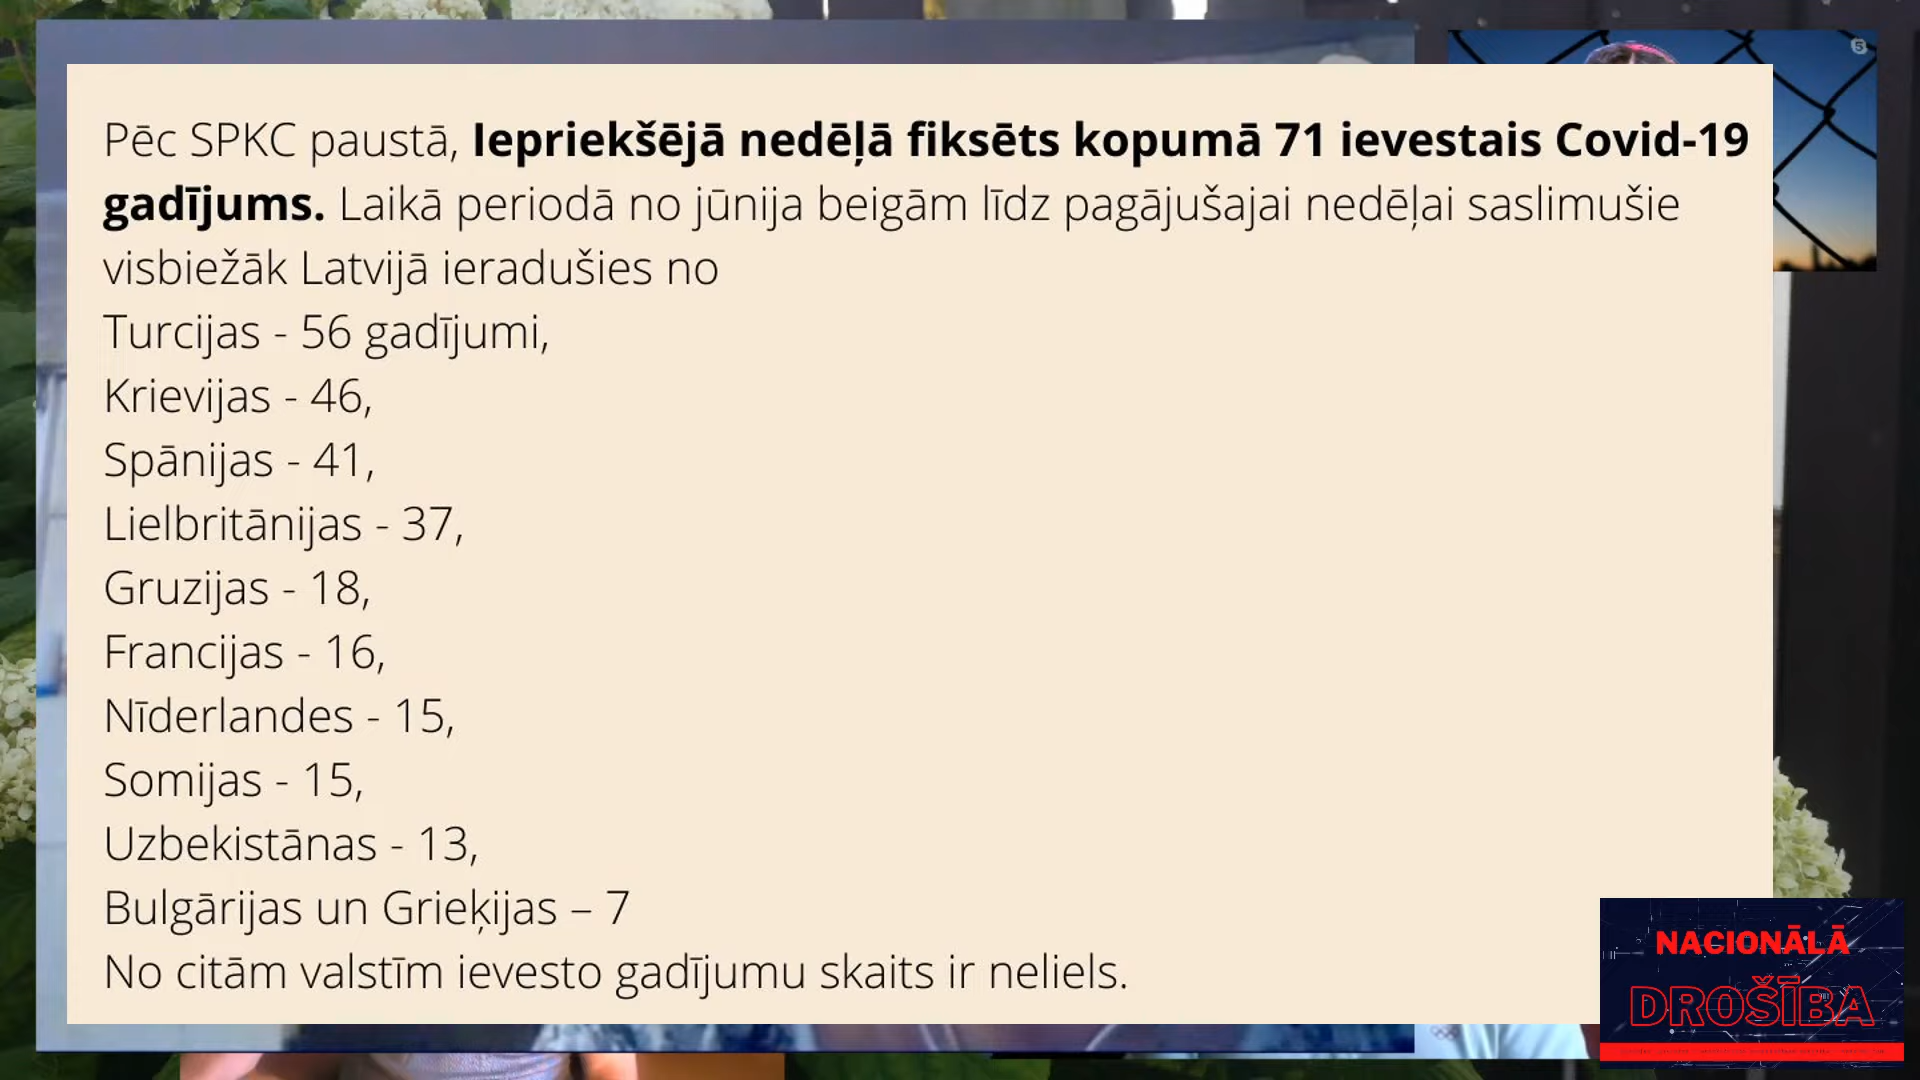 Pēc SPKC paustā, Iepriekšējā nedēļā fiksēts kopumā 71 ievestais Covid-19
gadījums. Laikā periodā no jūnija beigām līdz pagājušajai nedēļai saslimušie
visbiežāk Latvijā ieradušies no
Turcijas - 56 gadījumi,
Krievijas - 46,
Spānijas - 41,
Lielbritānijas - 37,
Gruzijas - 18,
Francijas - 16,
Nīderlandes - 15,
Somijas - 15,
Uzbekistānas - 13,
Bulgārijas un Grieķijas – 7
No citām valstīm ievesto gadījumu skaits ir neliels.
NACIONĀLĀ
DROŠĪBA